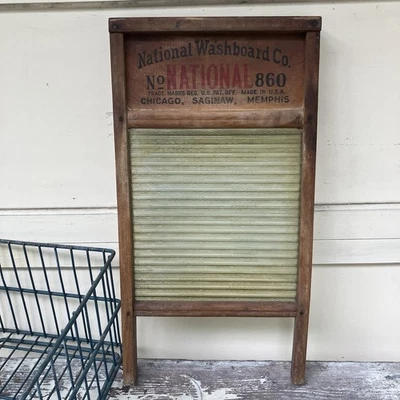 National Washboard Co.
No NATIONAL 860
TRADE MARKS REG. U.S. PAT. OFF. MADE IN U.S.A.
CHICAGO, SAGINAW, MEMPHIS